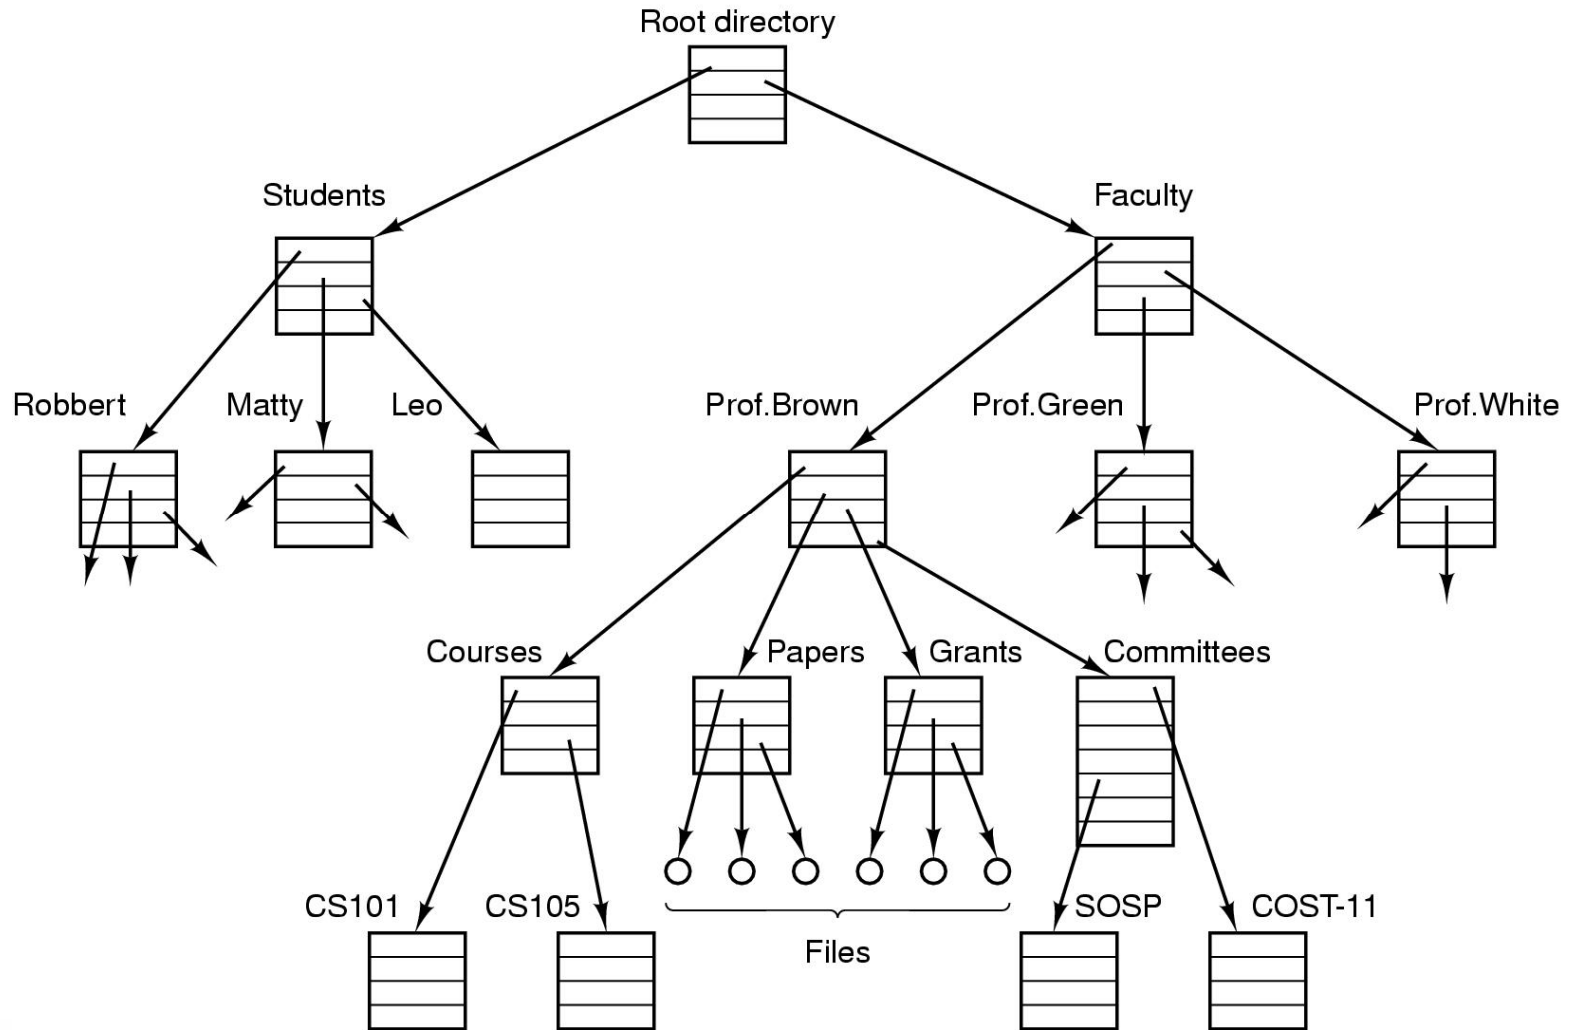 Root directory
Students
Faculty
Robbert
Matty
Leo
Prof.Brown
Prof.Green
Prof.White
Courses
Papers
Grants
Committees
CS101
CS105
SOSP
COST-11
Files